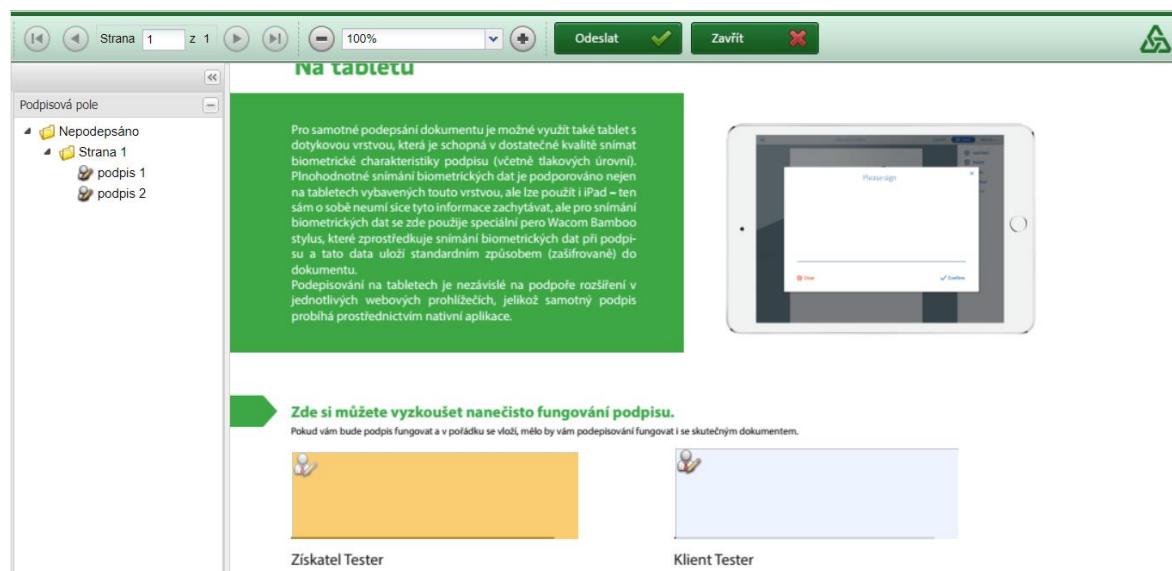 Strana 1 z 1 100% Odeslat Zavřít
Podpisová pole
Nepodepsáno
Strana 1
podpis 1
podpis 2
Na tabletu
Pro samotné podepsání dokumentu je možné využít také tablet s
dotykovou vrstvou, která je schopná v dostatečné kvalitě snímat
biometrické charakteristiky podpisu (včetně tlakových úrovní).
Plnohodnotné snímání biometrických dat je podporováno nejen
na tabletech vybavených touto vrstvou, ale lze použít i iPad – ten
sám o sobě neumí sice tyto informace zachytávat, ale pro snímání
biometrických dat se zde použije speciální pero Wacom Bamboo
stylus, které zprostředkuje snímání biometrických dat při podpi-
su a tato data uloží standardním způsobem (zašifrovaně) do
dokumentu.
Podepisování na tabletech je nezávislé na podpoře rozšíření v
jednotlivých webových prohlížečích, jelikož samotný podpis
probíhá prostřednictvím nativní aplikace.
Please sign
Clear Confirm
Zde si můžete vyzkoušet nanečisto fungování podpisu.
Pokud vám bude podpis fungovat a v pořádku se vloží, mělo by vám podepisování fungovat i se skutečným dokumentem.
Získatel Tester
Klient Tester